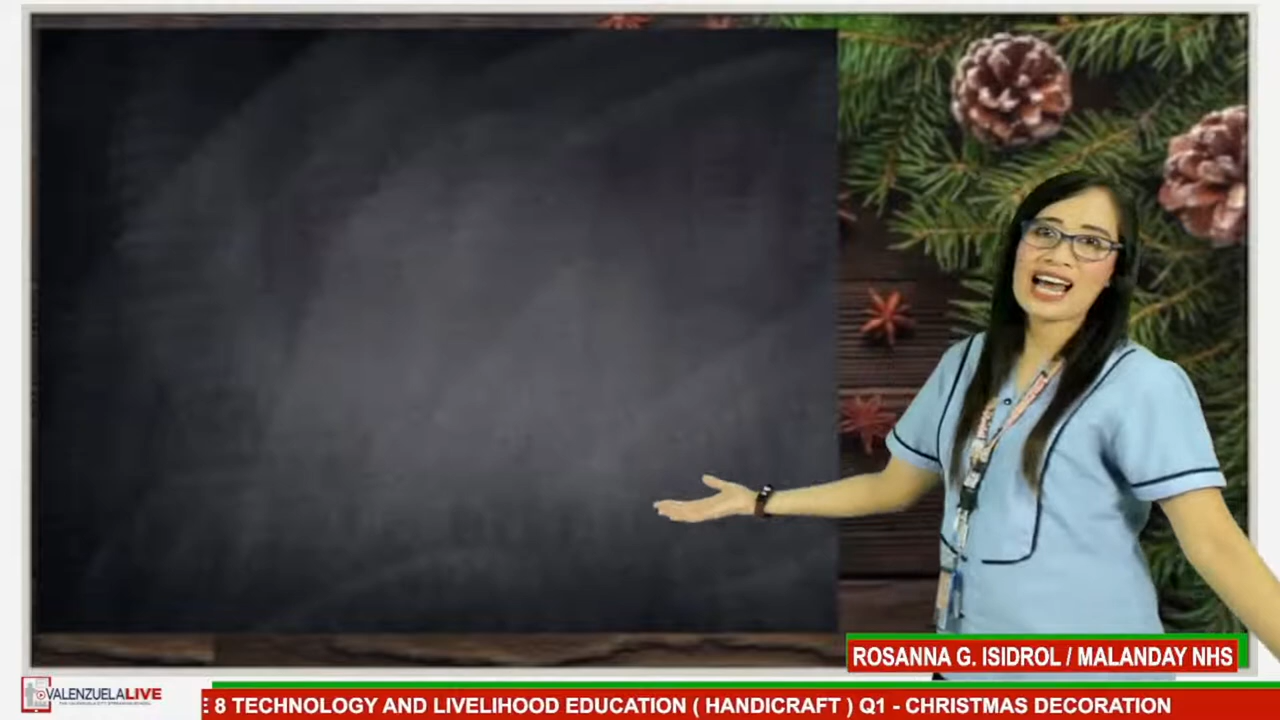 ROSANNA G. ISIDROL / MALANDAY NHS
VALENZUELALIVE
E 8 TECHNOLOGY AND LIVELIHOOD EDUCATION ( HANDICRAFT ) Q1 - CHRISTMAS DECORATION